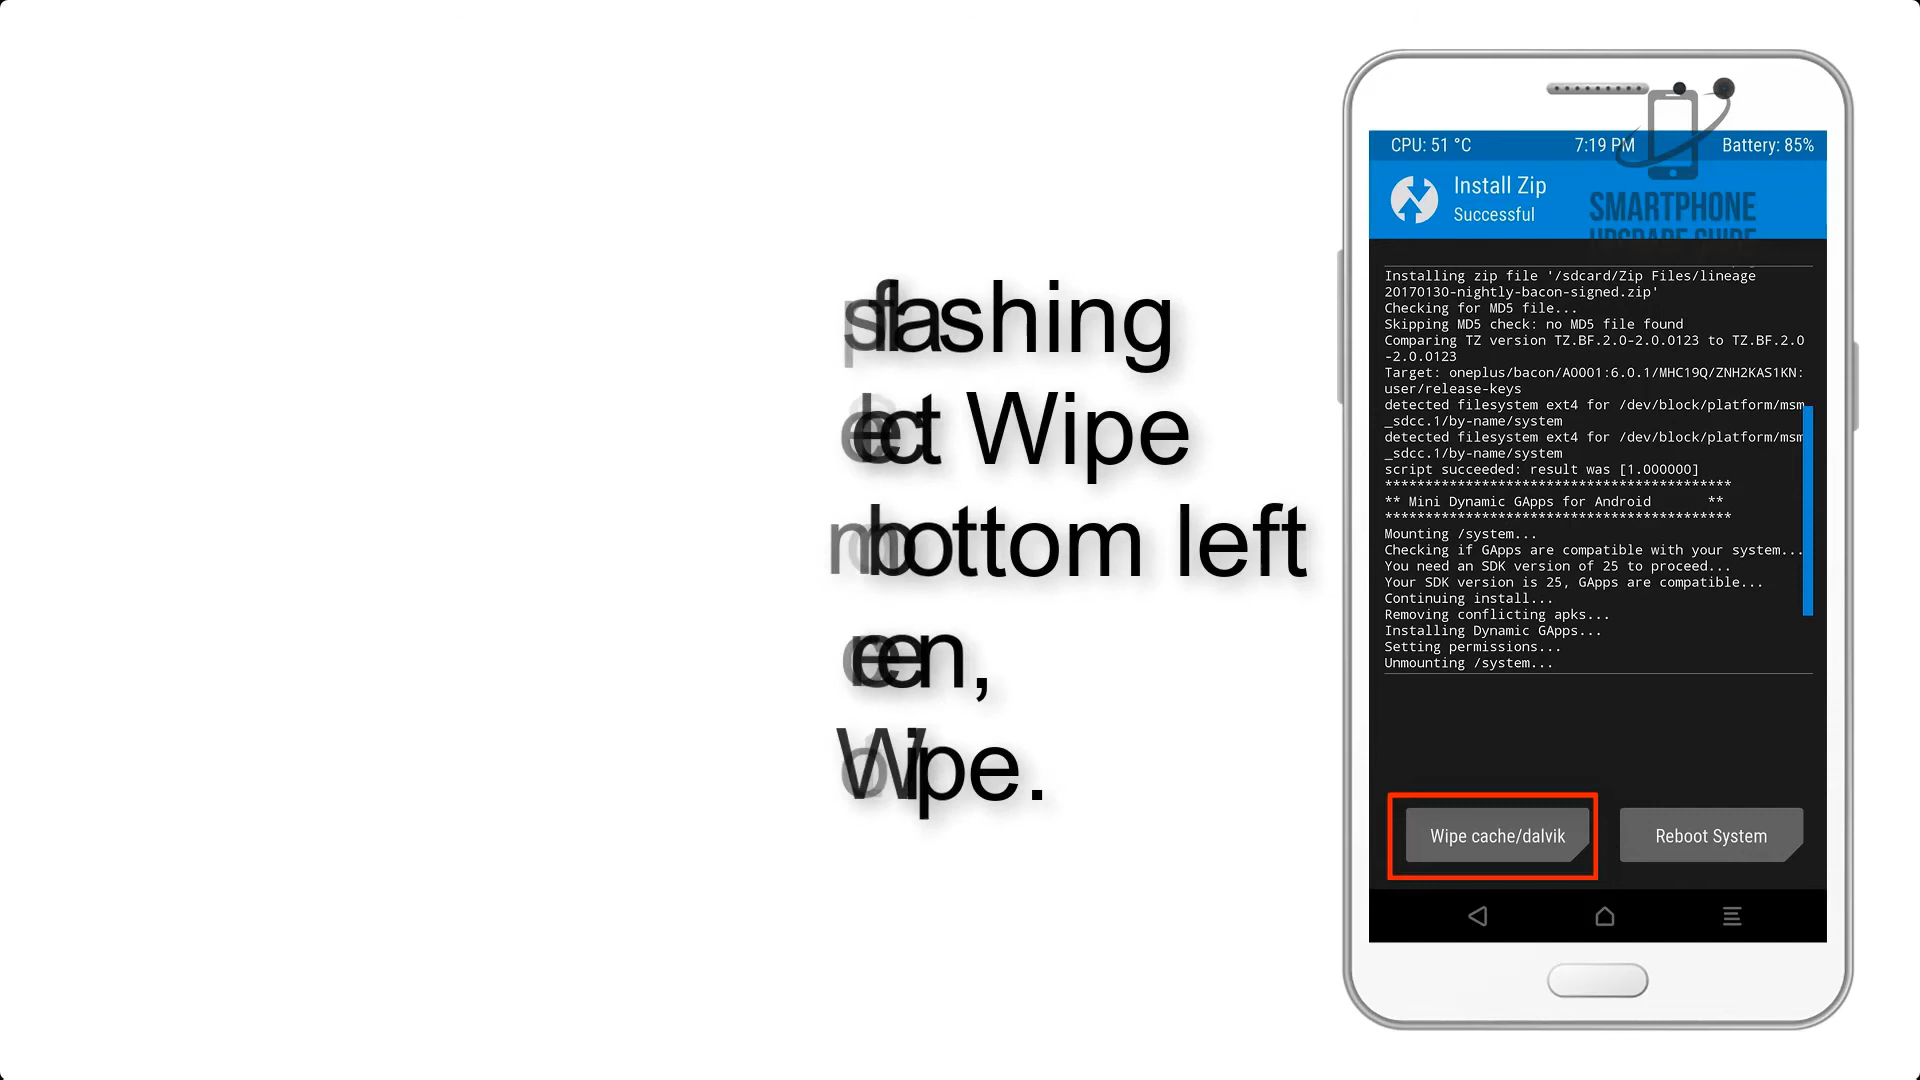 flashing
Wipe
bottom left
Wipe.
CPU: 51 °C
7:19 PM
Battery: 85%
Install Zip
Successful
SMARTPHONE
UPGRADE GUIDE
Installing zip file '/sdcard/Zip Files/lineage
20170130-nightly-bacon-signed.zip'
Checking for MD5 file...
Skipping MD5 check: no MD5 file found
Comparing TZ version TZ.BF.2.0-2.0.0123 to TZ.BF.2.0
-2.0.0123
Target: oneplus/bacon/A0001:6.0.1/MHC19Q/ZNH2KAS1KN:
user/release-keys
detected filesystem ext4 for /dev/block/platform/msm
_sdcc.1/by-name/system
detected filesystem ext4 for /dev/block/platform/msm
_sdcc.1/by-name/system
script succeeded: result was [1.000000]
*******************************************
** Mini Dynamic GApps for Android       **
*******************************************
Mounting /system...
Checking if GApps are compatible with your system...
You need an SDK version of 25 to proceed...
Your SDK version is 25, GApps are compatible...
Continuing install...
Removing conflicting apks...
Installing Dynamic GApps...
Setting permissions...
Unmounting /system...
Wipe cache/dalvik
Reboot System